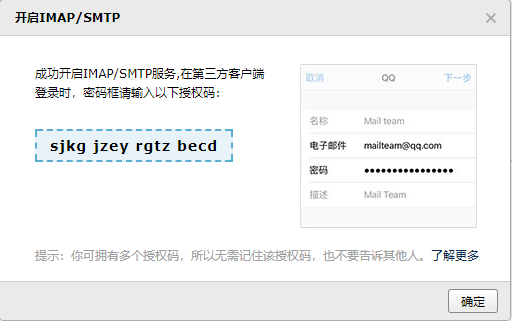 开启IMAP/SMTP
成功开启IMAP/SMTP服务,在第三方客户端
登录时，密码框请输入以下授权码：
sjkg jzey rgtz becd
取消 QQ 下一步
名称 Mail team
电子邮件 mailteam@qq.com
密码 ●●●●●●●●●●●●●●●●
描述 Mail Team
提示：你可拥有多个授权码，所以无需记住该授权码，也不要告诉其他人。了解更多
确定